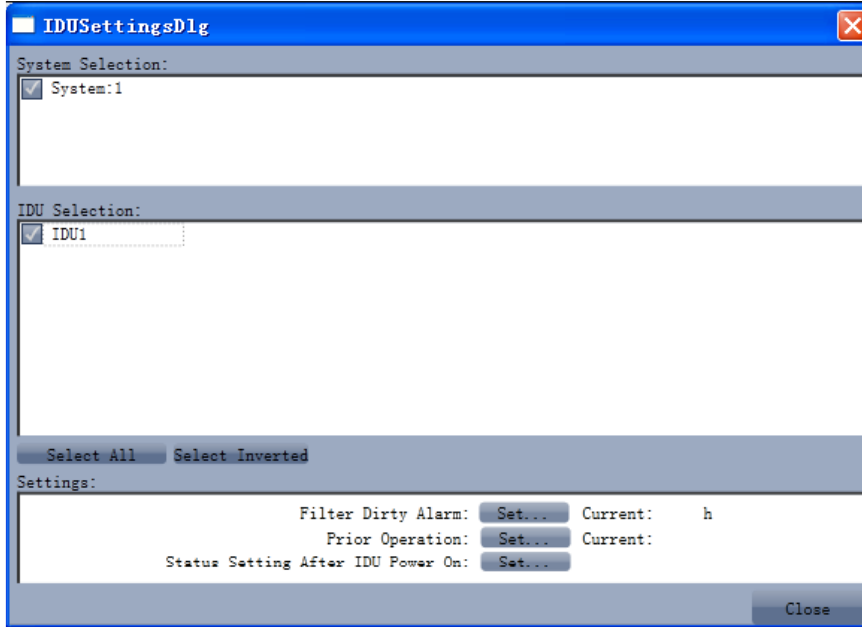 IDUSettingsDlg
System Selection:
System:1
IDU Selection:
IDU1
Select All Select Inverted
Settings:
Filter Dirty Alarm: Set... Current: h
Prior Operation: Set... Current:
Status Setting After IDU Power On: Set...
Close